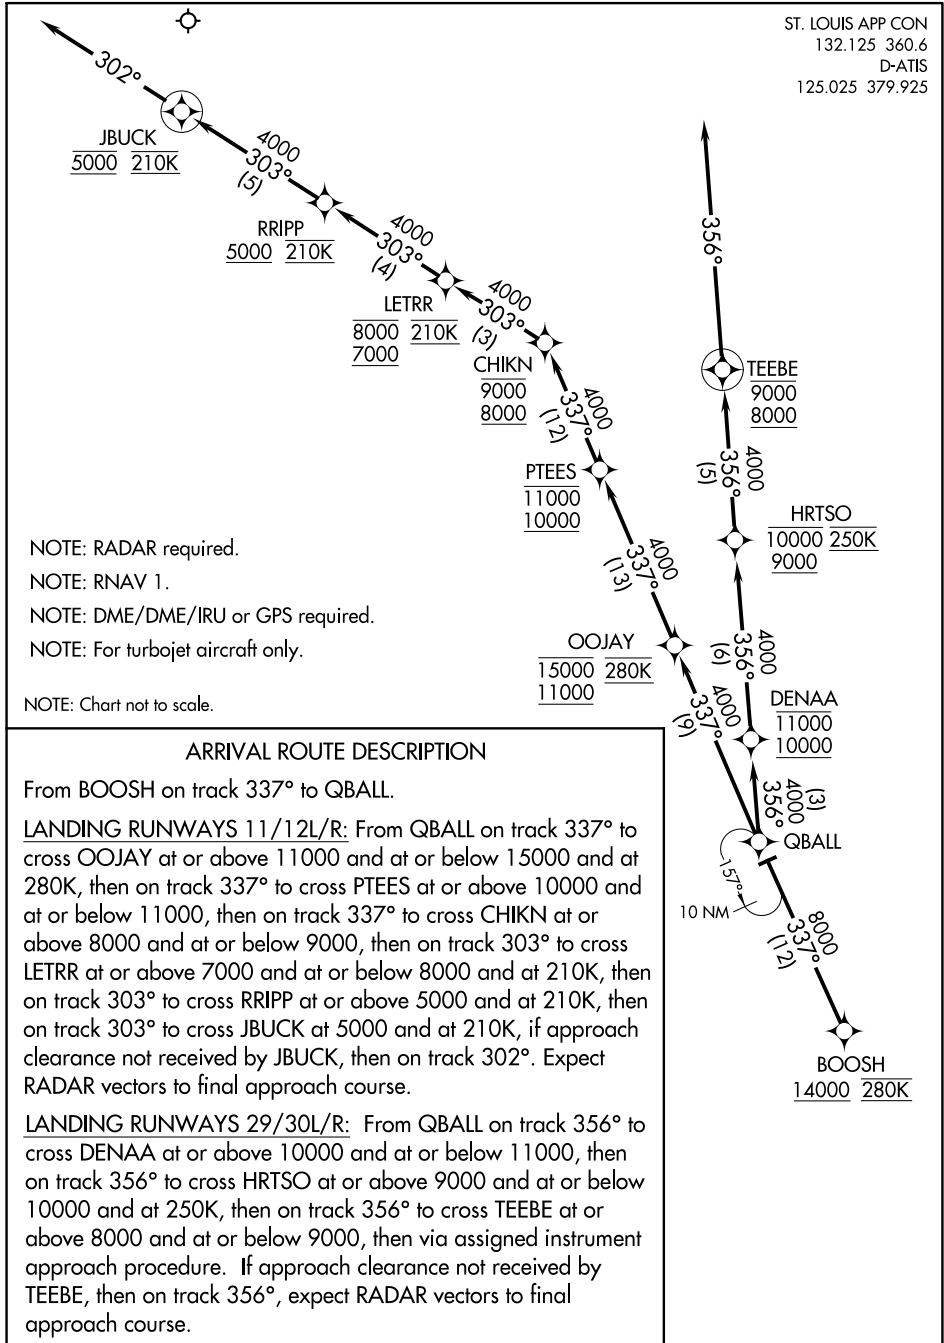 ST. LOUIS APP CON
132.125 360.6
D-ATIS
125.025 379.925
302°
JBUCK
5000 210K
4000
303°
(5)
RRIPP
5000 210K
4000
303°
(4)
LETRR
8000 210K
7000
4000
303°
(3)
CHIKN
9000
8000
4000
337°
(12)
PTEES
11000
10000
4000
337°
(13)
OOJAY
15000 280K
11000
4000
337°
(9)
356°
TEEBE
9000
8000
4000
356°
(5)
HRTSO
10000 250K
9000
4000
356°
(6)
DENAA
11000
10000
(3)
4000
356°
QBALL
157°
10 NM
8000
337°
(12)
BOOSH
14000 280K
NOTE: RADAR required.
NOTE: RNAV 1.
NOTE: DME/DME/IRU or GPS required.
NOTE: For turbojet aircraft only.
NOTE: Chart not to scale.
ARRIVAL ROUTE DESCRIPTION
From BOOSH on track 337° to QBALL.
LANDING RUNWAYS 11/12L/R: From QBALL on track 337° to
cross OOJAY at or above 11000 and at or below 15000 and at
280K, then on track 337° to cross PTEES at or above 10000 and
at or below 11000, then on track 337° to cross CHIKN at or
above 8000 and at or below 9000, then on track 303° to cross
LETRR at or above 7000 and at or below 8000 and at 210K, then
on track 303° to cross RRIPP at or above 5000 and at 210K, then
on track 303° to cross JBUCK at 5000 and at 210K, if approach
clearance not received by JBUCK, then on track 302°. Expect
RADAR vectors to final approach course.
LANDING RUNWAYS 29/30L/R: From QBALL on track 356° to
cross DENAA at or above 10000 and at or below 11000, then
on track 356° to cross HRTSO at or above 9000 and at or below
10000 and at 250K, then on track 356° to cross TEEBE at or
above 8000 and at or below 9000, then via assigned instrument
approach procedure. If approach clearance not received by
TEEBE, then on track 356°, expect RADAR vectors to final
approach course.